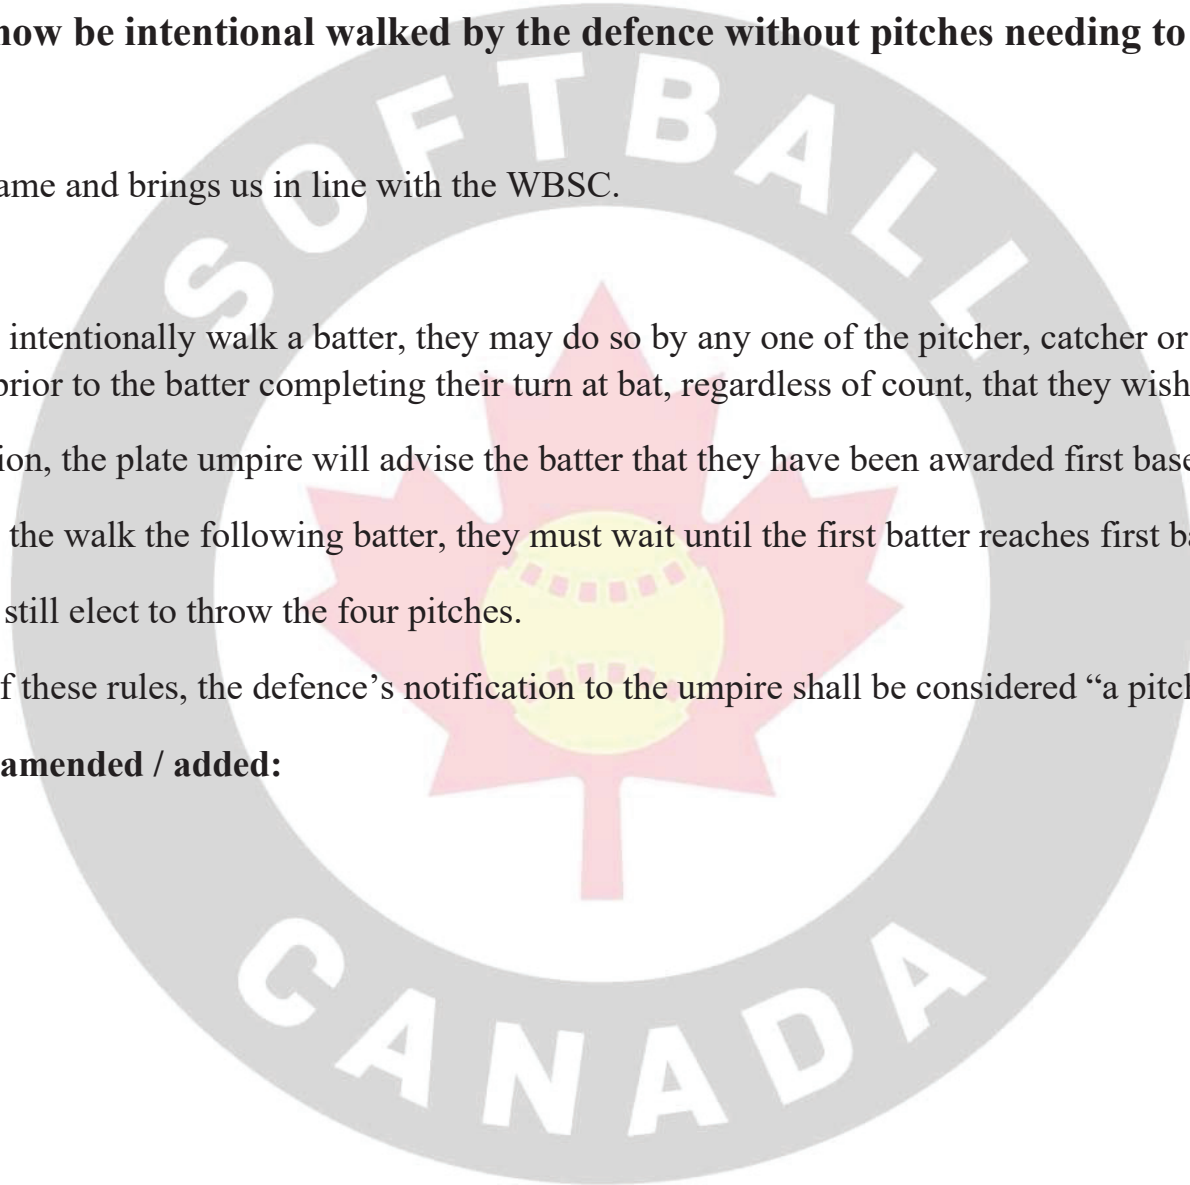 now be intentional walked by the defence without pitches needing to
SOFTBALL
ame and brings us in line with the WBSC.
intentionally walk a batter, they may do so by any one of the pitcher, catcher or
prior to the batter completing their turn at bat, regardless of count, that they wish
ion, the plate umpire will advise the batter that they have been awarded first base
the walk the following batter, they must wait until the first batter reaches first ba
still elect to throw the four pitches.
f these rules, the defence’s notification to the umpire shall be considered “a pitch
amended / added:
CANADA